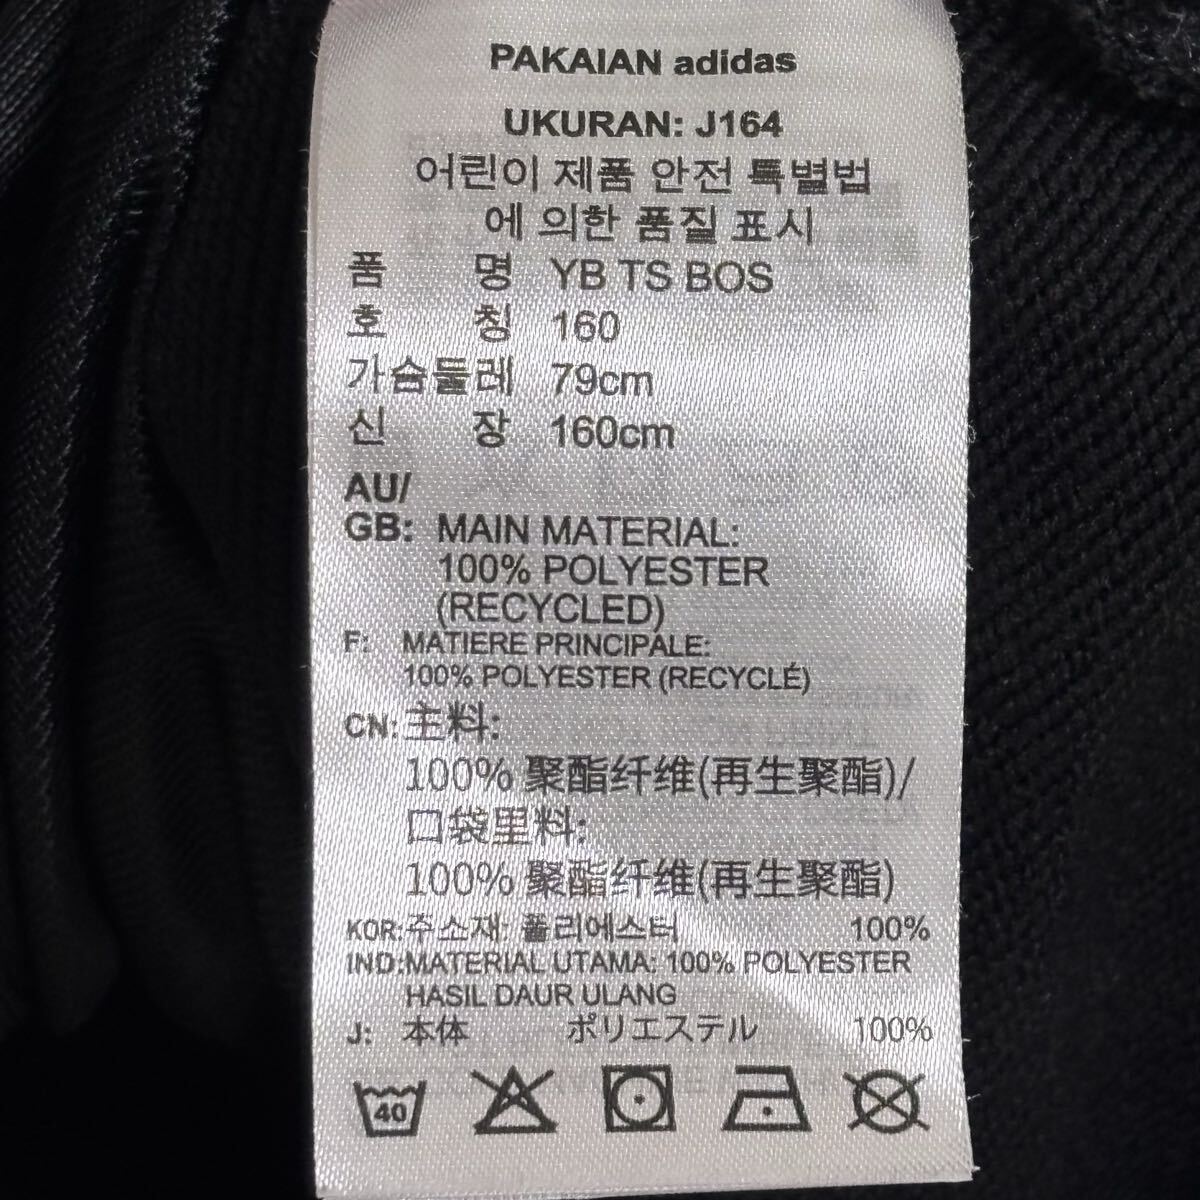 PAKAIAN adidas
UKURAN: J164
어린이 제품 안전 특별법
에 의한 품질 표시
품 명 YB TS BOS
호 칭 160
가슴둘레 79cm
신 장 160cm
AU/
GB: MAIN MATERIAL:
100% POLYESTER
(RECYCLED)
F: MATIERE PRINCIPALE:
100% POLYESTER (RECYCLÉ)
CN: 主料:
100% 聚酯纤维(再生聚酯)/
口袋里料:
100% 聚酯纤维(再生聚酯)
KOR: 주소재: 폴리에스터 100%
IND: MATERIAL UTAMA: 100% POLYESTER
HASIL DAUR ULANG
J: 本体 ポリエステル 100%
40